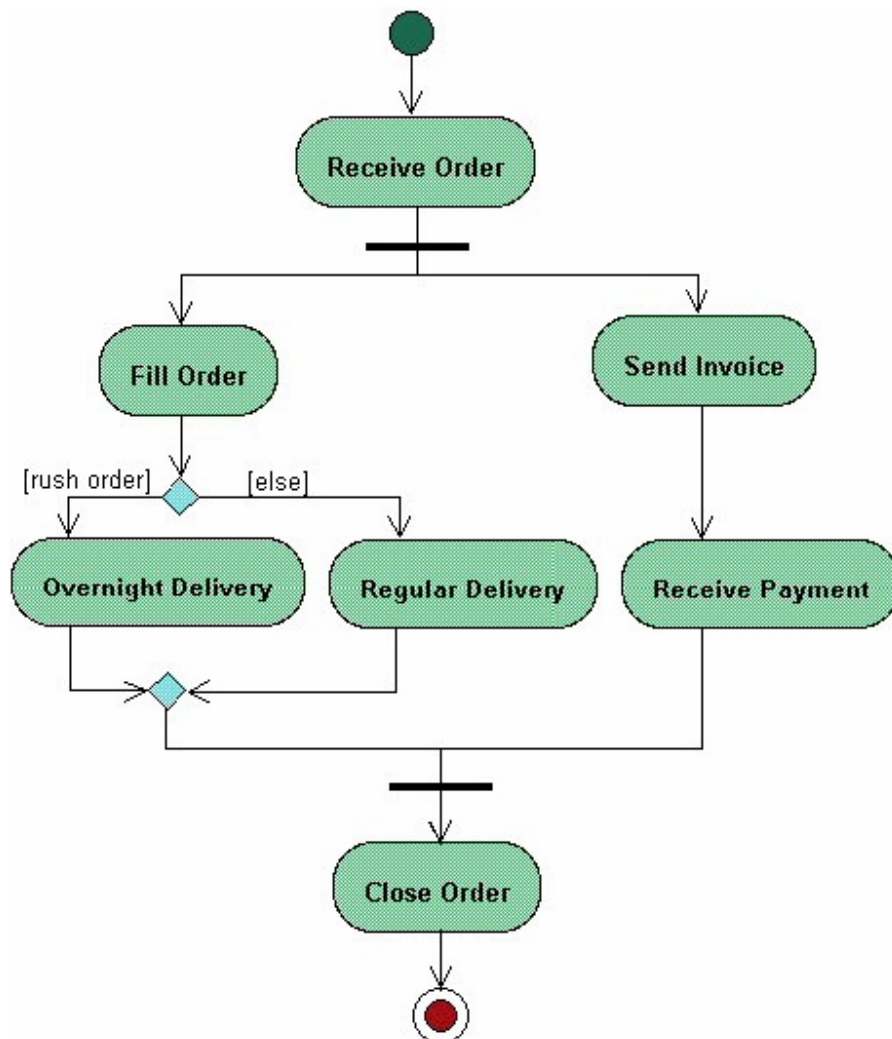 Receive Order
Fill Order
Send Invoice
[rush order]
[else]
Overnight Delivery
Regular Delivery
Receive Payment
Close Order